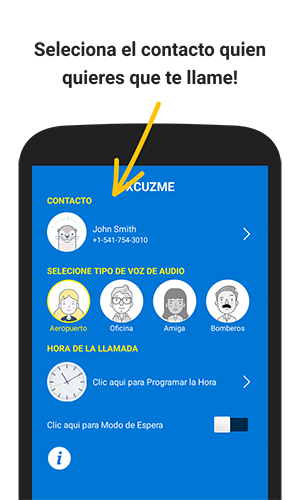 Selecciona el contacto quien
quieres que te llame!
XCUZME
CONTACTO
John Smith
+1-541-754-3010
SELECIONE TIPO DE VOZ DE AUDIO
Aeropuerto
Oficina
Amiga
Bomberos
HORA DE LA LLAMADA
Clic aqui para Programar la Hora
Clic aqui para Modo de Espera
i